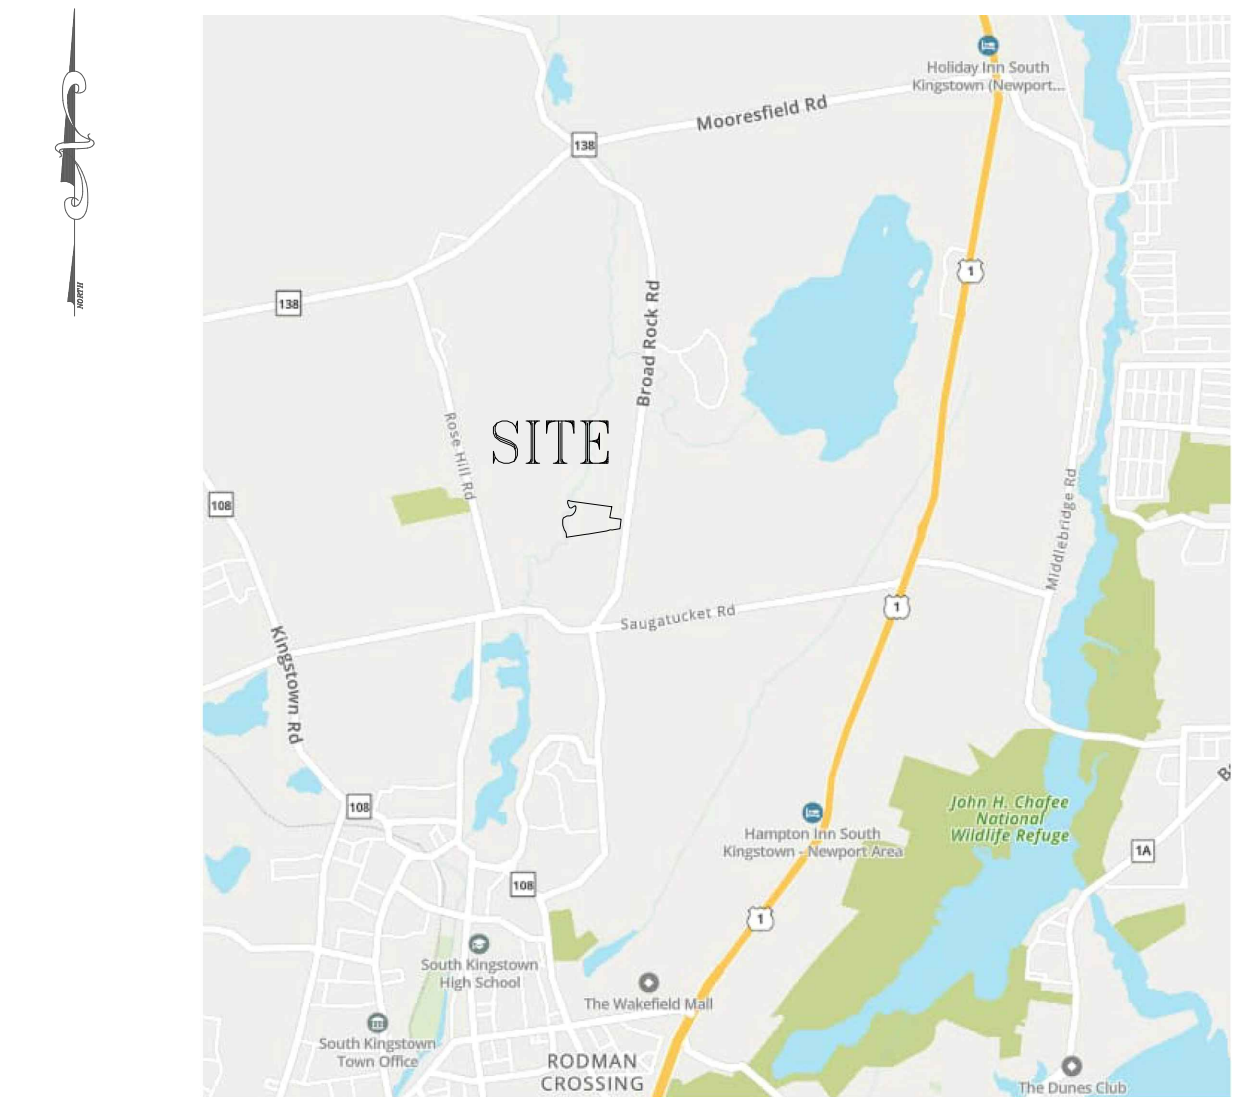 Holiday Inn South
Kingstown (Newport...
Mooresfield Rd
138
1
138
Broad Rock Rd
NORTH
Rose Hill Rd
SITE
108
Middlebridge Rd
1
Saugatucket Rd
Kingstown Rd
108
John H. Chafee
National
Wildlife Refuge
Hampton Inn South
Kingstown - Newport Area
1A
108
1
South Kingstown
High School
The Wakefield Mall
South Kingstown
Town Office
RODMAN
CROSSING
The Dunes Club